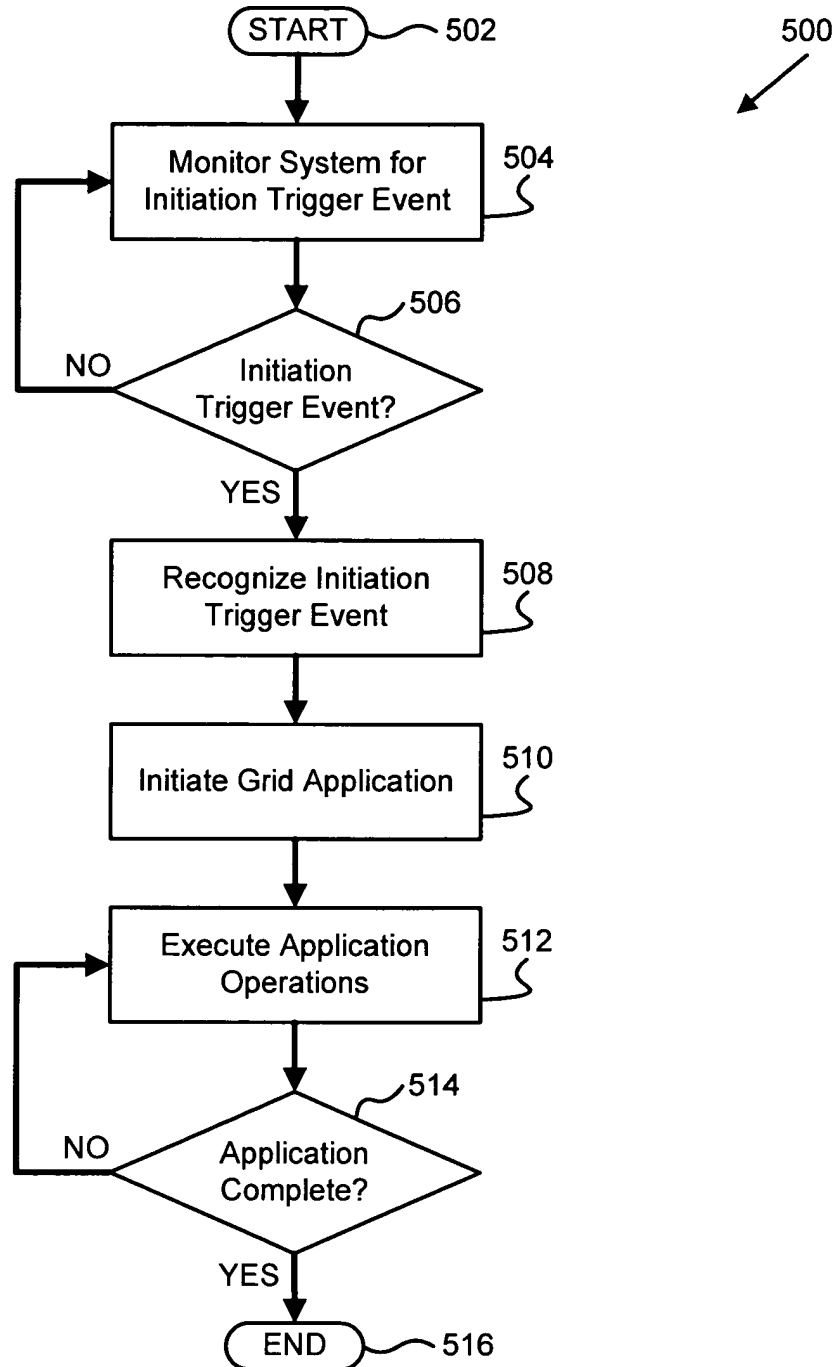 START
502
500
Monitor System for
Initiation Trigger Event
504
506
NO
Initiation
Trigger Event?
YES
Recognize Initiation
Trigger Event
508
Initiate Grid Application
510
Execute Application
Operations
512
514
NO
Application
Complete?
YES
END
516